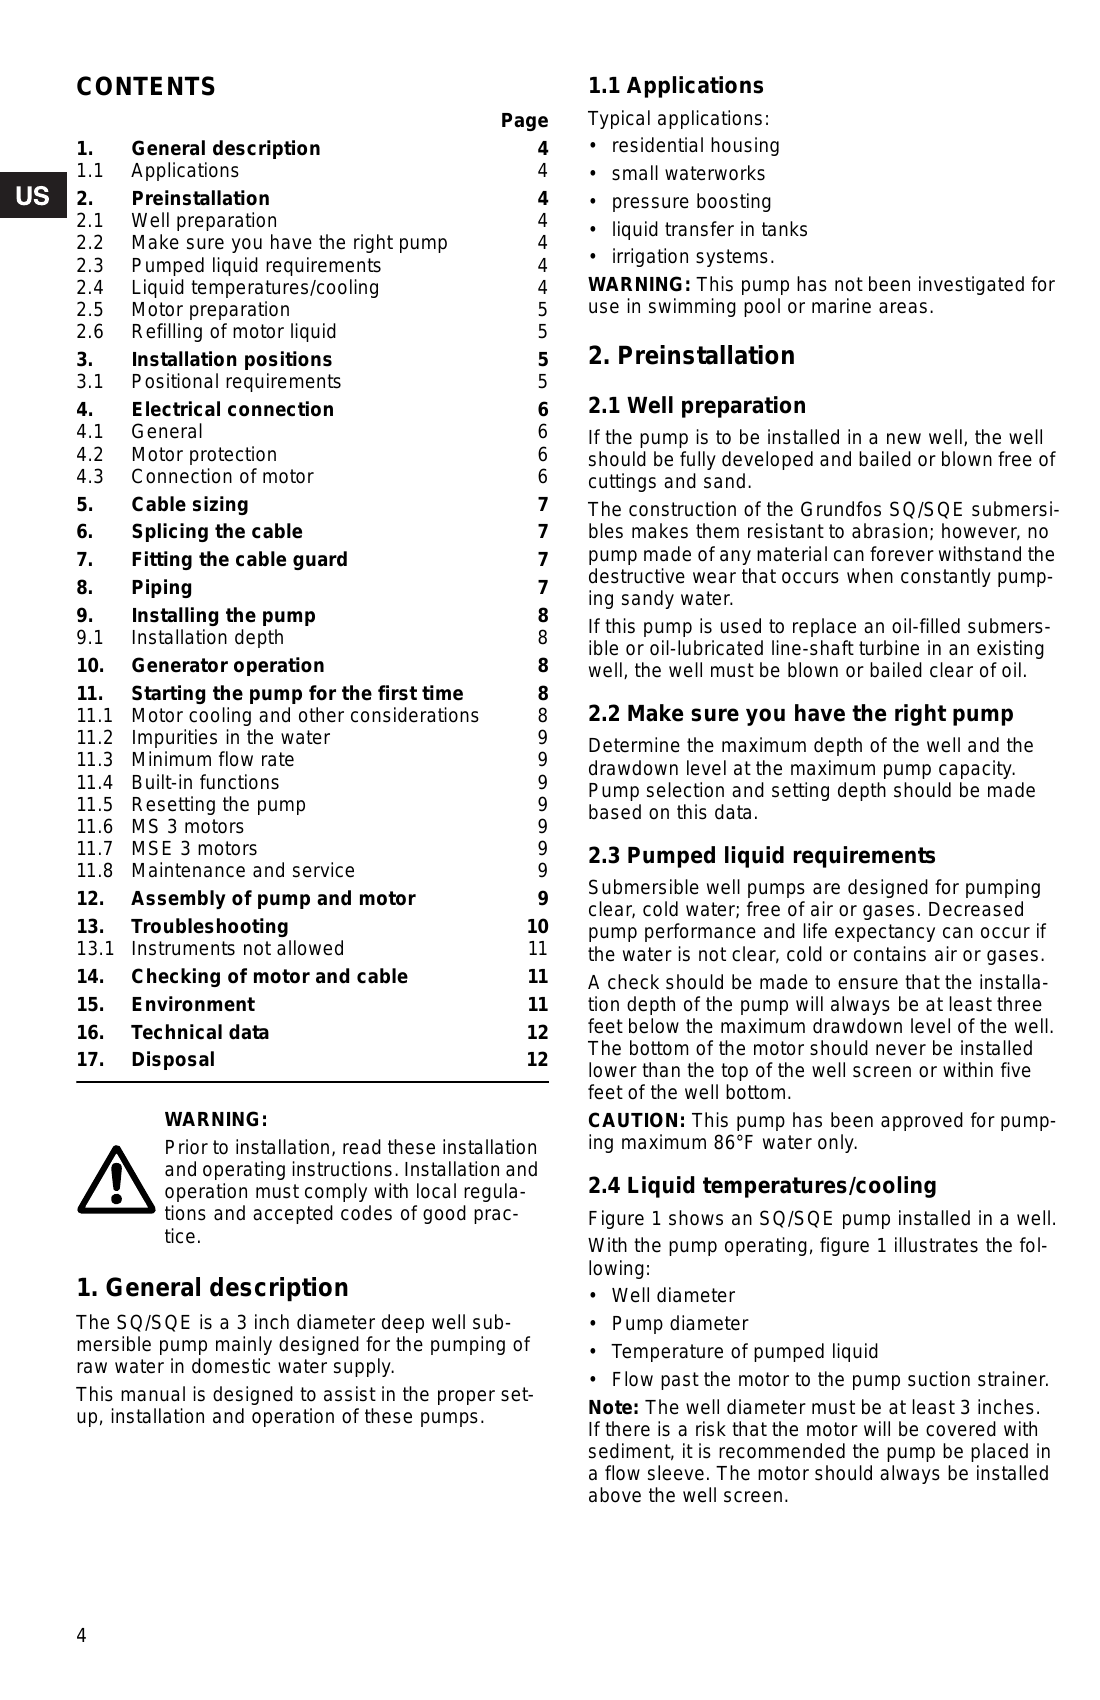 US
CONTENTS
Page
1. General description 4
1.1 Applications 4
2. Preinstallation 4
2.1 Well preparation 4
2.2 Make sure you have the right pump 4
2.3 Pumped liquid requirements 4
2.4 Liquid temperatures/cooling 4
2.5 Motor preparation 5
2.6 Refilling of motor liquid 5
3. Installation positions 5
3.1 Positional requirements 5
4. Electrical connection 6
4.1 General 6
4.2 Motor protection 6
4.3 Connection of motor 6
5. Cable sizing 7
6. Splicing the cable 7
7. Fitting the cable guard 7
8. Piping 7
9. Installing the pump 8
9.1 Installation depth 8
10. Generator operation 8
11. Starting the pump for the first time 8
11.1 Motor cooling and other considerations 8
11.2 Impurities in the water 9
11.3 Minimum flow rate 9
11.4 Built-in functions 9
11.5 Resetting the pump 9
11.6 MS 3 motors 9
11.7 MSE 3 motors 9
11.8 Maintenance and service 9
12. Assembly of pump and motor 9
13. Troubleshooting 10
13.1 Instruments not allowed 11
14. Checking of motor and cable 11
15. Environment 11
16. Technical data 12
17. Disposal 12
WARNING:
Prior to installation, read these installation
and operating instructions. Installation and
operation must comply with local regula-
tions and accepted codes of good prac-
tice.
1. General description
The SQ/SQE is a 3 inch diameter deep well sub-
mersible pump mainly designed for the pumping of
raw water in domestic water supply.
This manual is designed to assist in the proper set-
up, installation and operation of these pumps.
1.1 Applications
Typical applications:
• residential housing
• small waterworks
• pressure boosting
• liquid transfer in tanks
• irrigation systems.
WARNING: This pump has not been investigated for
use in swimming pool or marine areas.
2. Preinstallation
2.1 Well preparation
If the pump is to be installed in a new well, the well
should be fully developed and bailed or blown free of
cuttings and sand.
The construction of the Grundfos SQ/SQE submersi-
bles makes them resistant to abrasion; however, no
pump made of any material can forever withstand the
destructive wear that occurs when constantly pump-
ing sandy water.
If this pump is used to replace an oil-filled submers-
ible or oil-lubricated line-shaft turbine in an existing
well, the well must be blown or bailed clear of oil.
2.2 Make sure you have the right pump
Determine the maximum depth of the well and the
drawdown level at the maximum pump capacity.
Pump selection and setting depth should be made
based on this data.
2.3 Pumped liquid requirements
Submersible well pumps are designed for pumping
clear, cold water; free of air or gases. Decreased
pump performance and life expectancy can occur if
the water is not clear, cold or contains air or gases.
A check should be made to ensure that the installa-
tion depth of the pump will always be at least three
feet below the maximum drawdown level of the well.
The bottom of the motor should never be installed
lower than the top of the well screen or within five
feet of the well bottom.
CAUTION: This pump has been approved for pump-
ing maximum 86°F water only.
2.4 Liquid temperatures/cooling
Figure 1 shows an SQ/SQE pump installed in a well.
With the pump operating, figure 1 illustrates the fol-
lowing:
• Well diameter
• Pump diameter
• Temperature of pumped liquid
• Flow past the motor to the pump suction strainer.
Note: The well diameter must be at least 3 inches.
If there is a risk that the motor will be covered with
sediment, it is recommended the pump be placed in
a flow sleeve. The motor should always be installed
above the well screen.
4